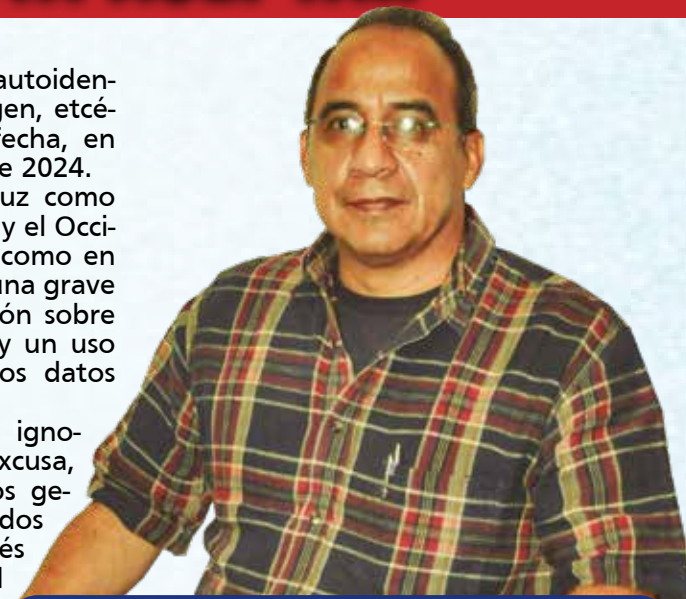 autoiden-
gen, etcé-
fecha, en
e 2024.
uz como
y el Occi-
como en
una grave
ón sobre
y un uso
os datos
igno-
xcusa,
os ge-
dos
és